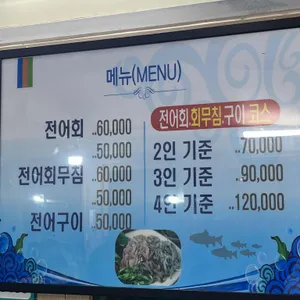 메뉴(MENU)
전어회 ..60,000
..50,000
전어회무침 ..60,000
..50,000
전어구이 ..50,000
전어회.회무침.구이 코스
2인 기준 ..70,000
3인 기준 ..90,000
4인 기준 ..120,000